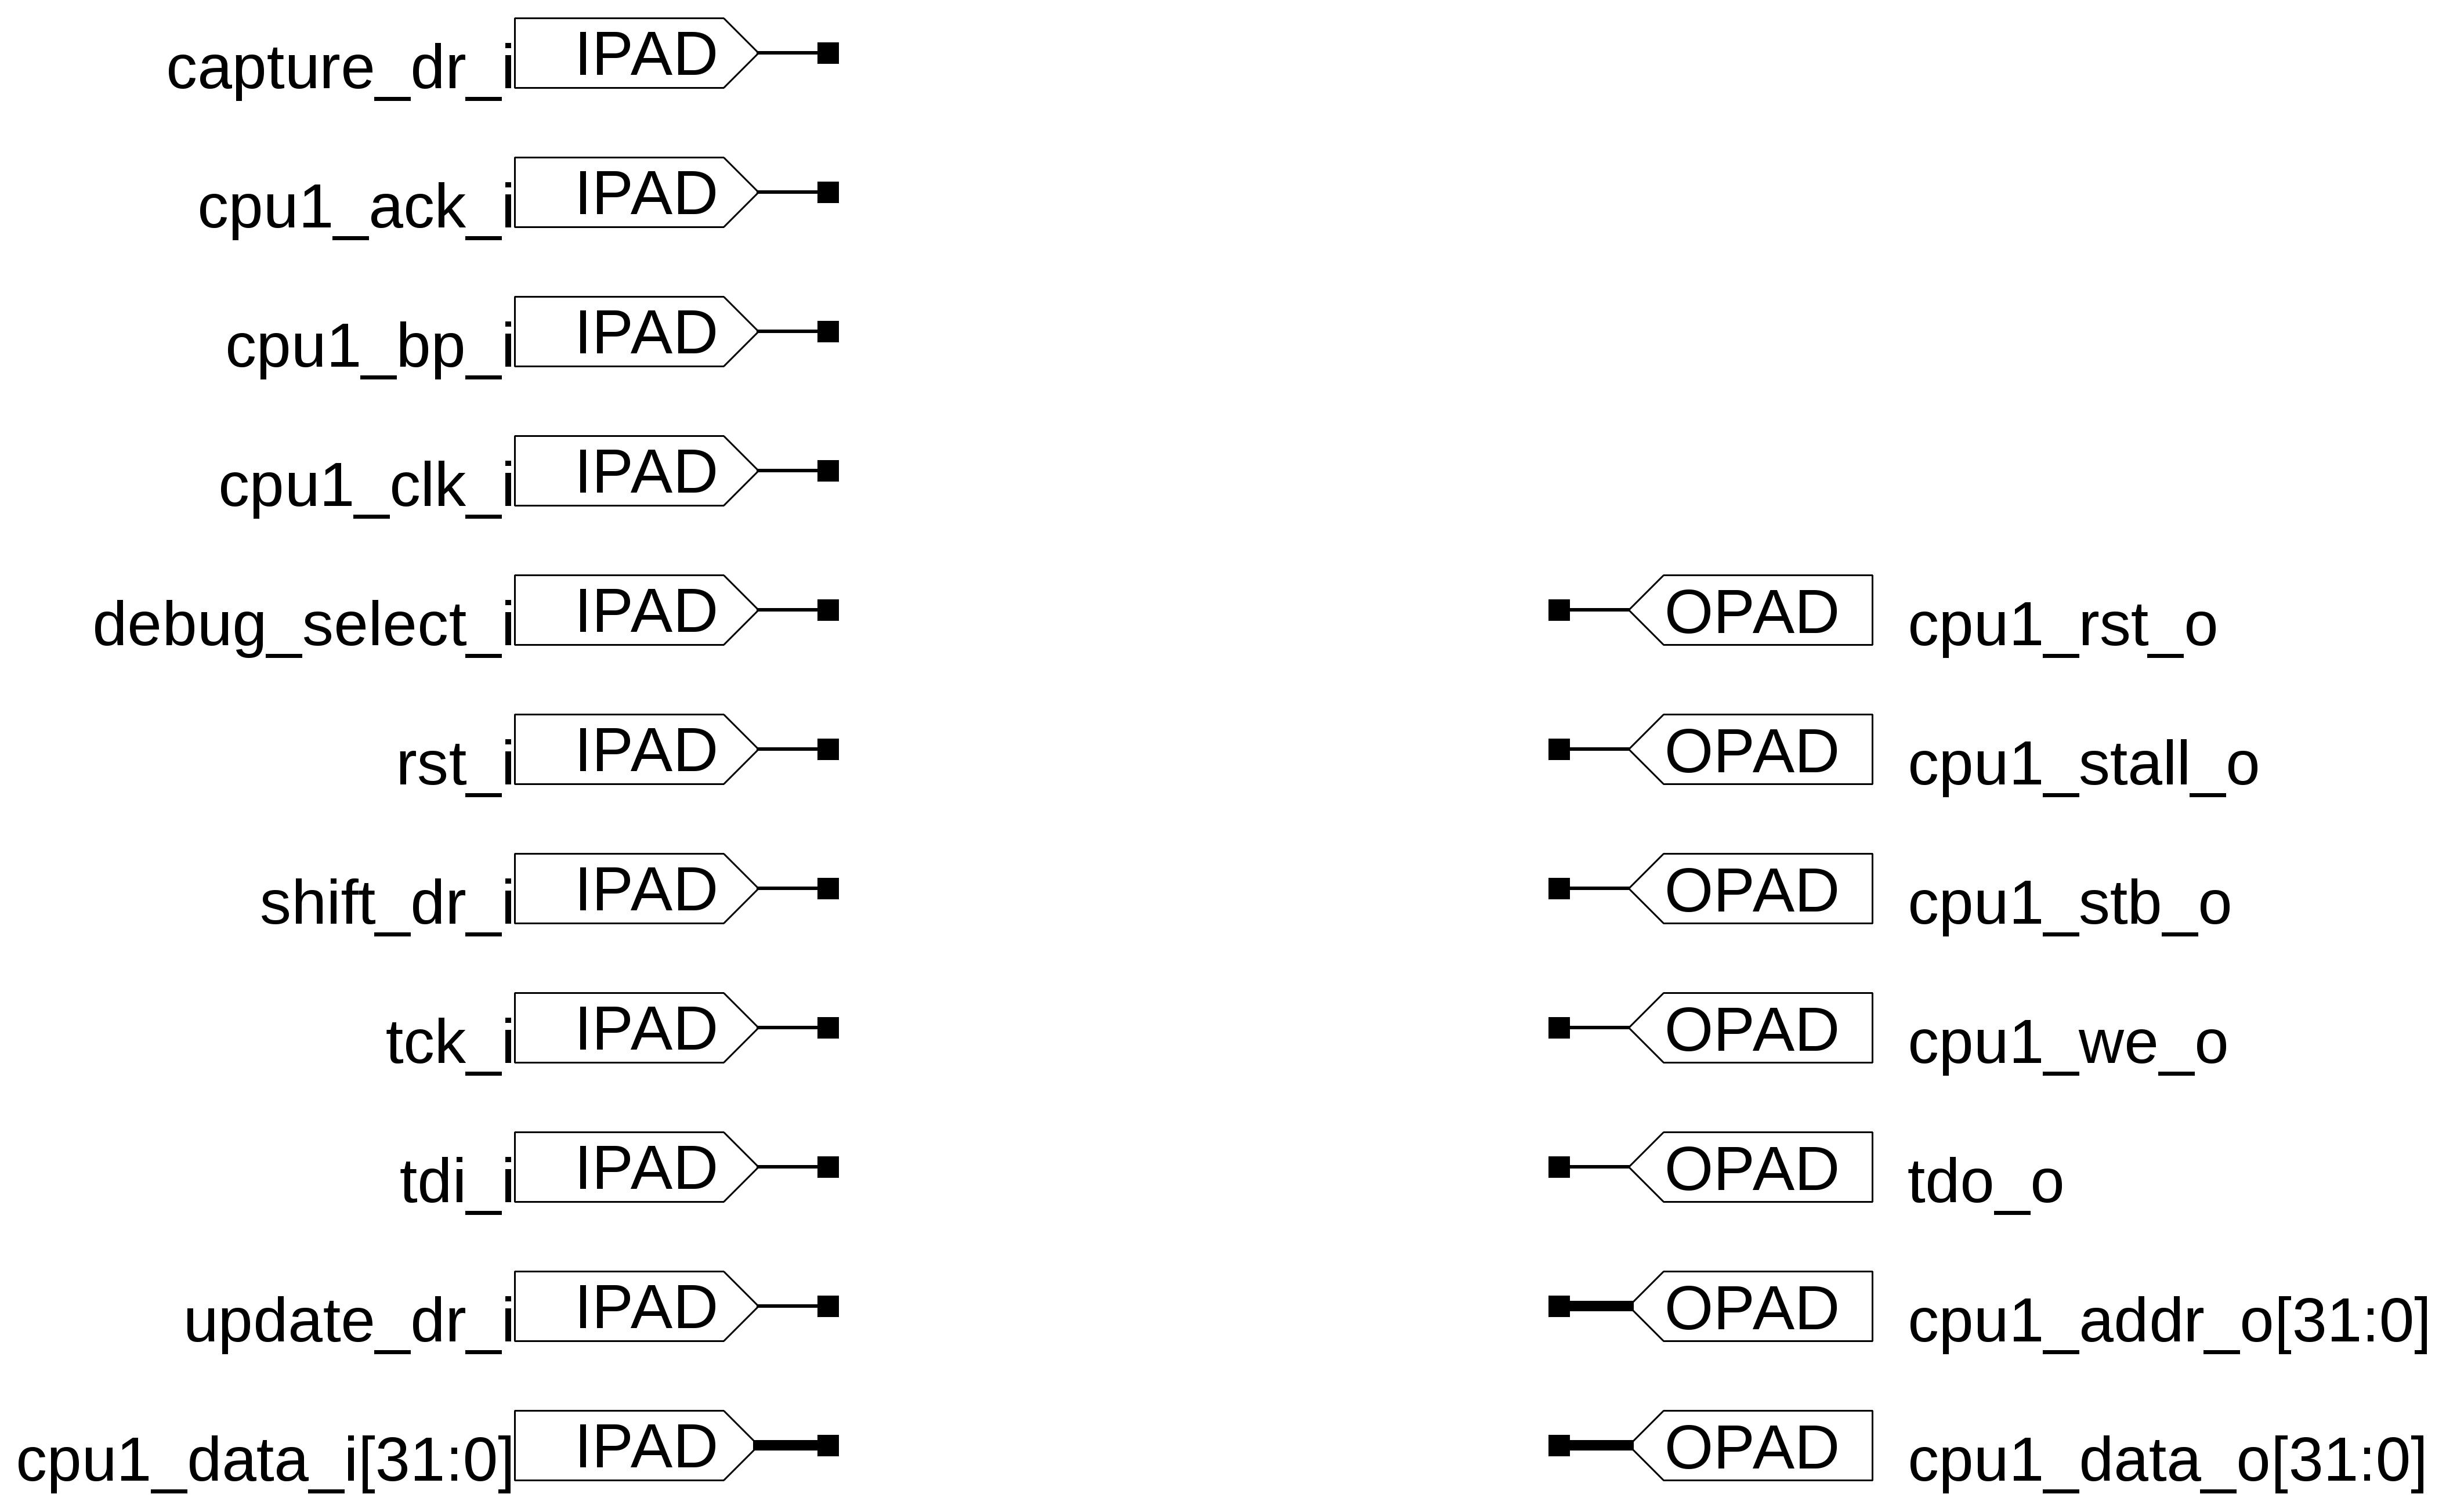 capture_dr_i IPAD
cpu1_ack_i IPAD
cpu1_bp_i IPAD
cpu1_clk_i IPAD
debug_select_i IPAD OPAD cpu1_rst_o
rst_i IPAD OPAD cpu1_stall_o
shift_dr_i IPAD OPAD cpu1_stb_o
tck_i IPAD OPAD cpu1_we_o
tdi_i IPAD OPAD tdo_o
update_dr_i IPAD OPAD cpu1_addr_o[31:0]
cpu1_data_i[31:0] IPAD OPAD cpu1_data_o[31:0]